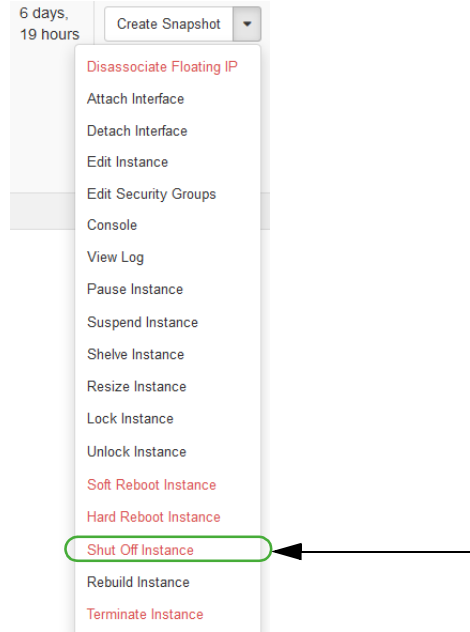 6 days,
19 hours
Create Snapshot
Disassociate Floating IP
Attach Interface
Detach Interface
Edit Instance
Edit Security Groups
Console
View Log
Pause Instance
Suspend Instance
Shelve Instance
Resize Instance
Lock Instance
Unlock Instance
Soft Reboot Instance
Hard Reboot Instance
Shut Off Instance
Rebuild Instance
Terminate Instance